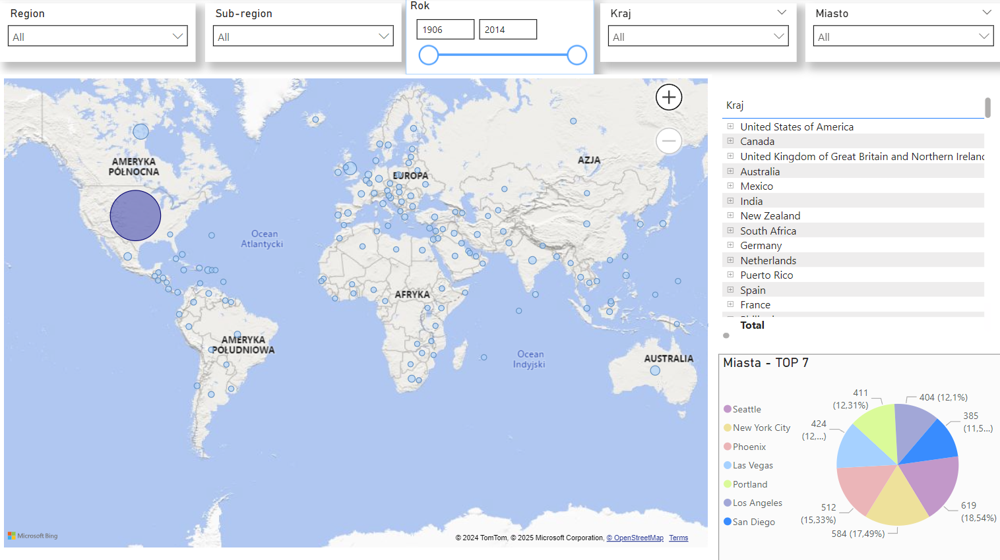 Region
All
Sub-region
All
Rok
1906
2014
Kraj
All
Miasto
All
AMERYKA
PÓŁNOCNA
Ocean
Atlantycki
EUROPA
AZJA
AFRYKA
AMERYKA
POŁUDNIOWA
Ocean
Indyjski
AUSTRALIA
Microsoft Bing
© 2024 TomTom, © 2025 Microsoft Corporation, © OpenStreetMap Terms
Kraj
United States of America
Canada
United Kingdom of Great Britain and Northern Ireland
Australia
Mexico
India
New Zealand
South Africa
Germany
Netherlands
Puerto Rico
Spain
France
Total
Miasta - TOP 7
Seattle
New York City
Phoenix
Las Vegas
Portland
Los Angeles
San Diego
411
(12,31%)
404 (12,1%)
424
(12,...)
385
(11,5...)
512
(15,33%)
619
(18,54%)
584 (17,49%)